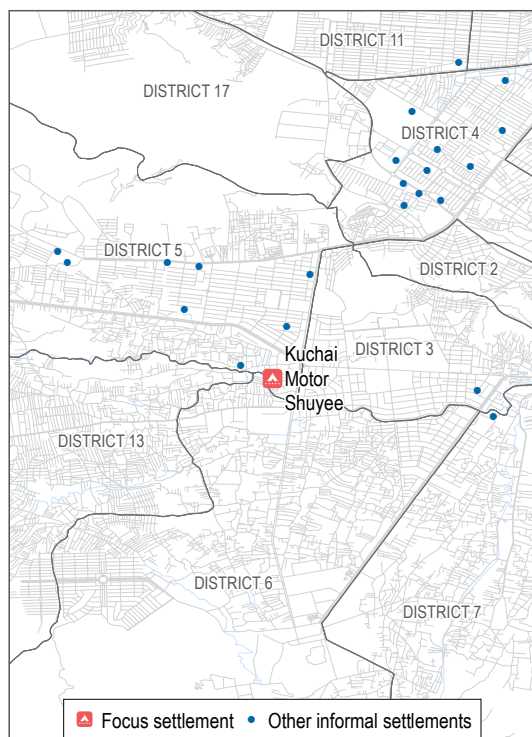 DISTRICT 11
DISTRICT 17
DISTRICT 4
DISTRICT 5
DISTRICT 2
DISTRICT 3
Kuchai
Motor
Shuyee
DISTRICT 13
DISTRICT 6
DISTRICT 7
Focus settlement
Other informal settlements